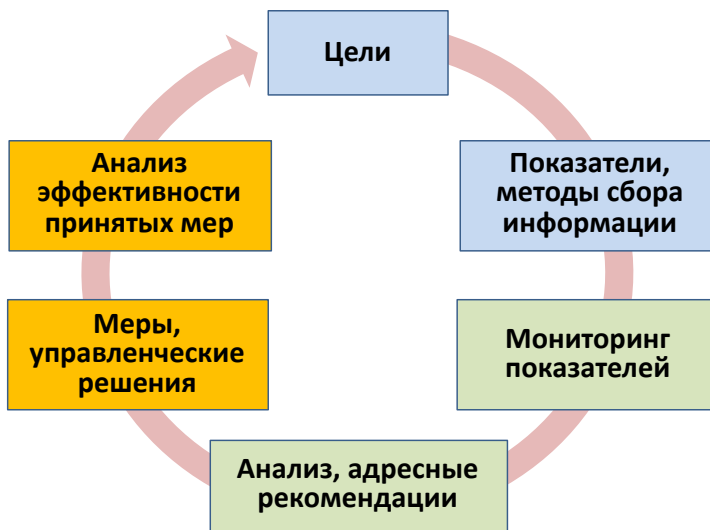 Цели
Показатели,
методы сбора
информации
Мониторинг
показателей
Анализ, адресные
рекомендации
Меры,
управленческие
решения
Анализ
эффективности
принятых мер